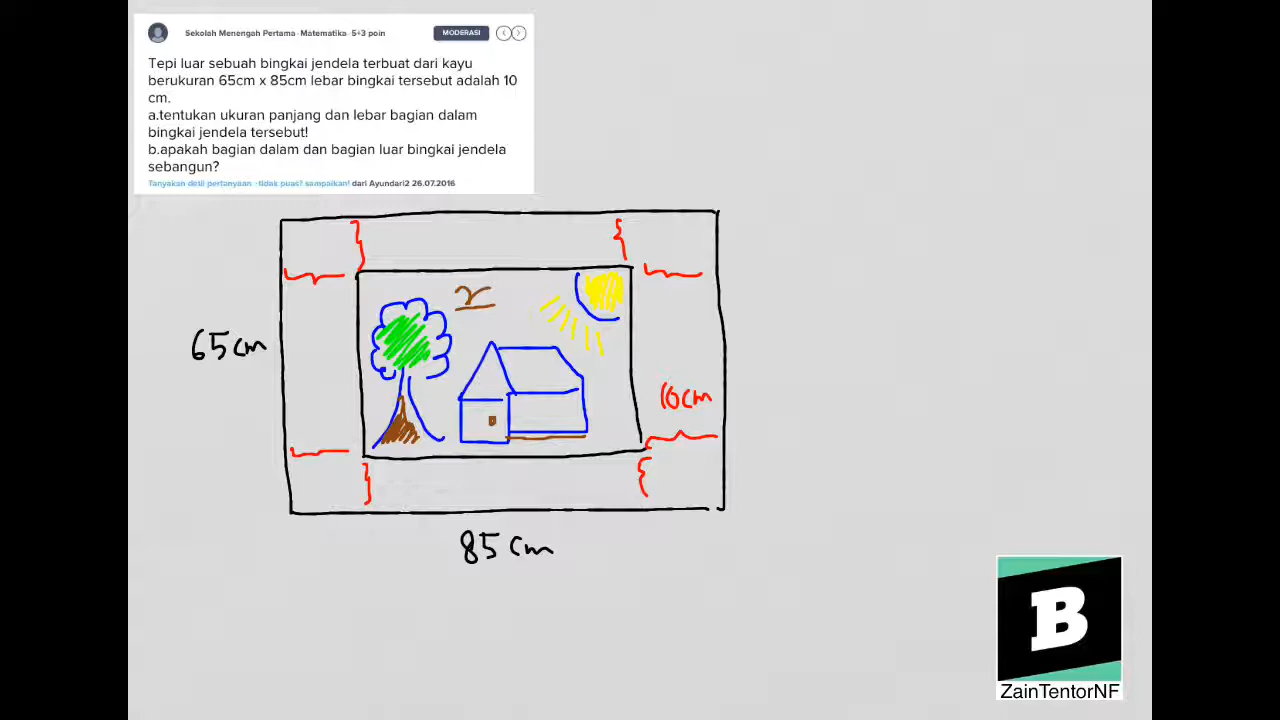 Sekolah Menengah Pertama· Matematika· 5+3 poin
MODERASI
Tepi luar sebuah bingkai jendela terbuat dari kayu
berukuran 65cm x 85cm lebar bingkai tersebut adalah 10
cm.
a.tentukan ukuran panjang dan lebar bagian dalam
bingkai jendela tersebut!
b.apakah bagian dalam dan bagian luar bingkai jendela
sebangun?
Tanyakan detil pertanyaan · tidak puas? sampaikan! dari Ayundari2 26.07.2016
65cm
10cm
85cm
B
ZainTentorNF